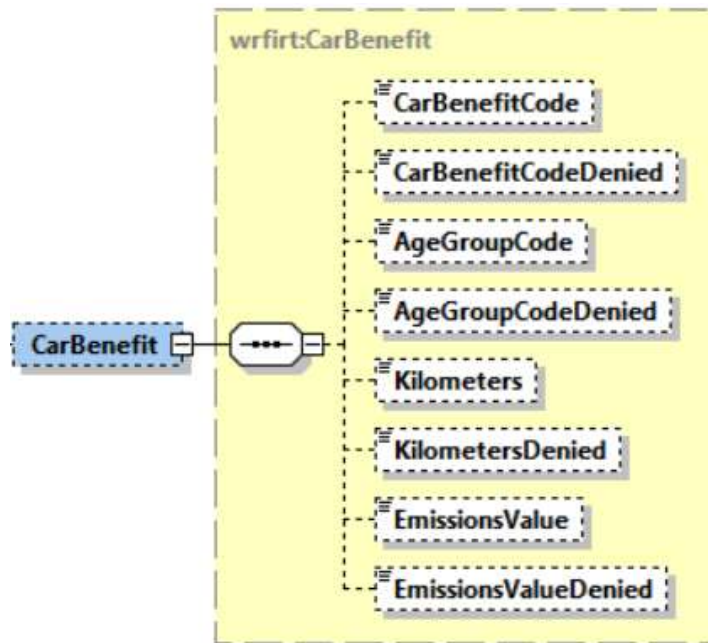 wrfirt:CarBenefit
CarBenefitCode
CarBenefitCodeDenied
AgeGroupCode
AgeGroupCodeDenied
CarBenefit
Kilometers
KilometersDenied
EmissionsValue
EmissionsValueDenied